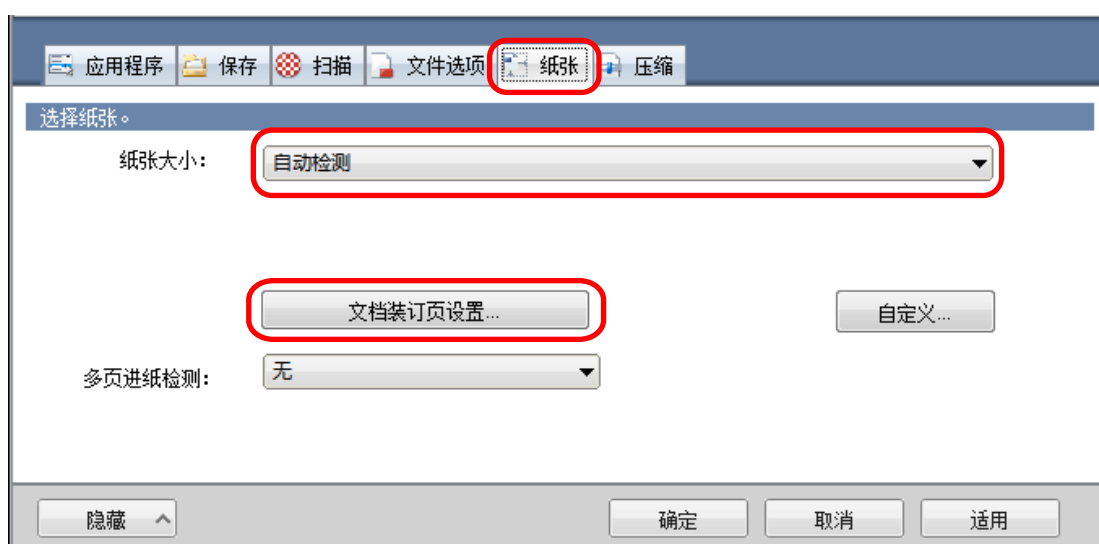 应用程序 保存 扫描 文件选项 纸张 压缩
选择纸张。
纸张大小: 自动检测
文档装订页设置... 自定义...
多页进纸检测: 无
隐藏 确定 取消 适用